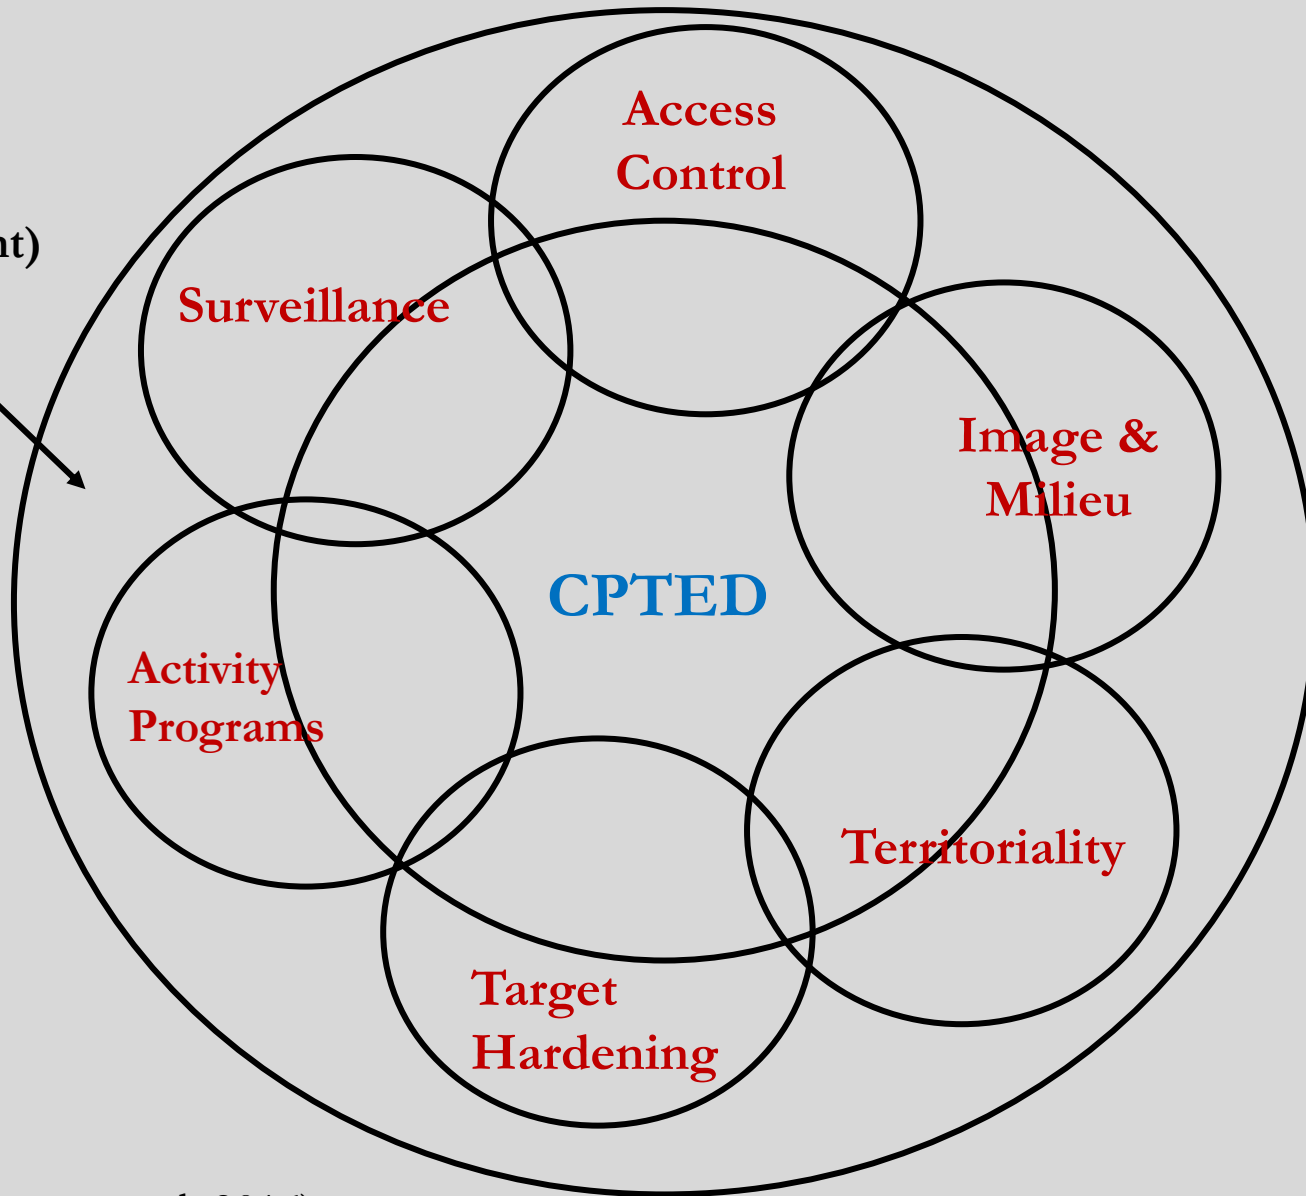 Access
Control
nt)
Surveillance
Image &
Milieu
CPTED
Activity
Programs
Territoriality
Target
Hardening